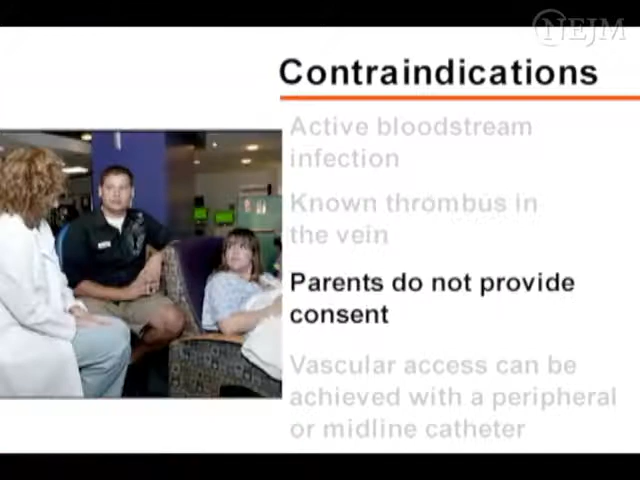 NEJM
Contraindications
Active bloodstream
infection
Known thrombus in
the vein
Parents do not provide
consent
Vascular access can be
achieved with a peripheral
or midline catheter